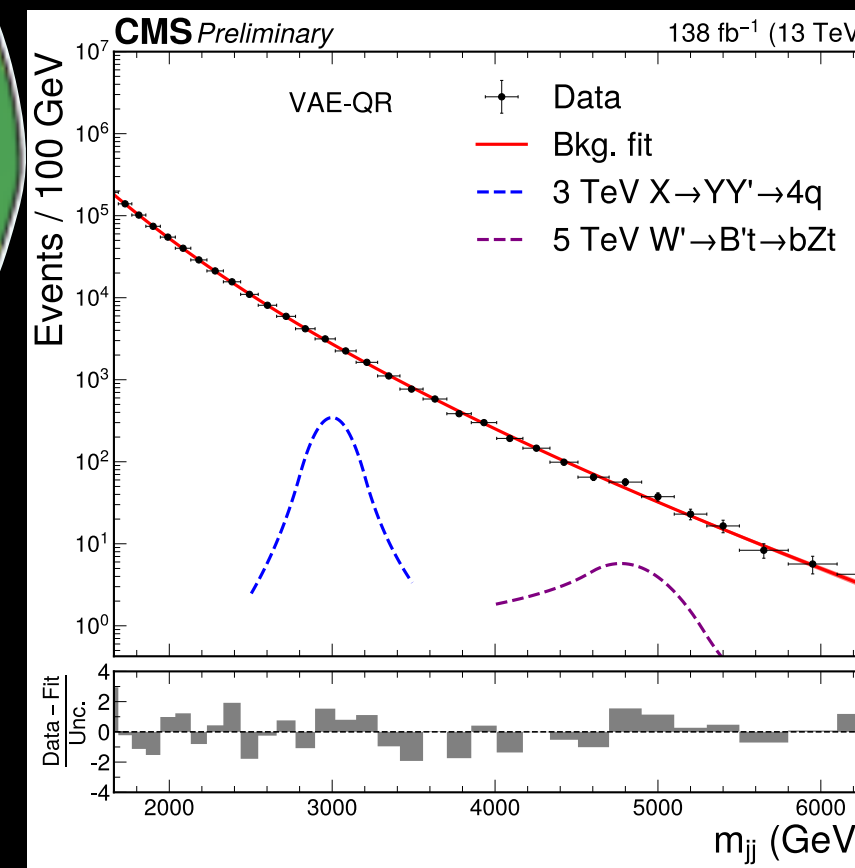 CMS Preliminary
138 fb⁻¹ (13 TeV
VAE-QR
Data
Bkg. fit
3 TeV X→YY'→4q
5 TeV W'→B't→bZt
Events / 100 GeV
10⁷
10⁶
10⁵
10⁴
10³
10²
10¹
10⁰
Data − Fit
Unc.
4
2
0
-2
-4
2000 3000 4000 5000 6000
m_jj (GeV